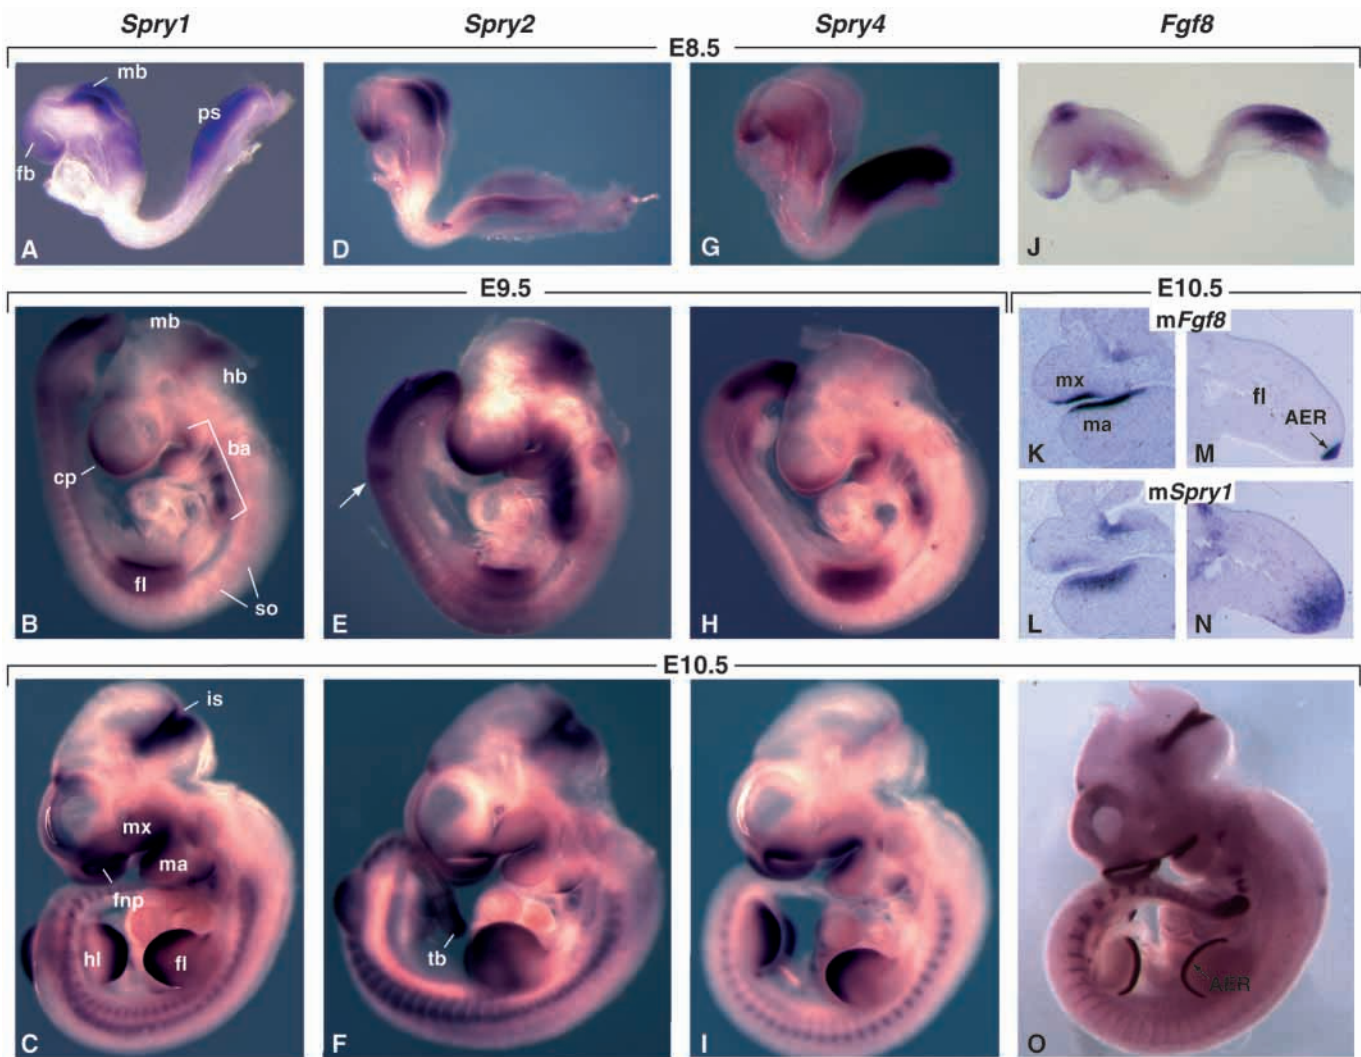 Spry1 Spry2 Spry4 Fgf8
E8.5
mb
ps
fb
A D G J
E9.5 E10.5
mFgf8
mb
hb
mx
fl
AER
ba
ma
cp
K M
mSpry1
fl
so
B E H L N
E10.5
is
mx
ma
fnp
tb
hl fl
AER
C F I O